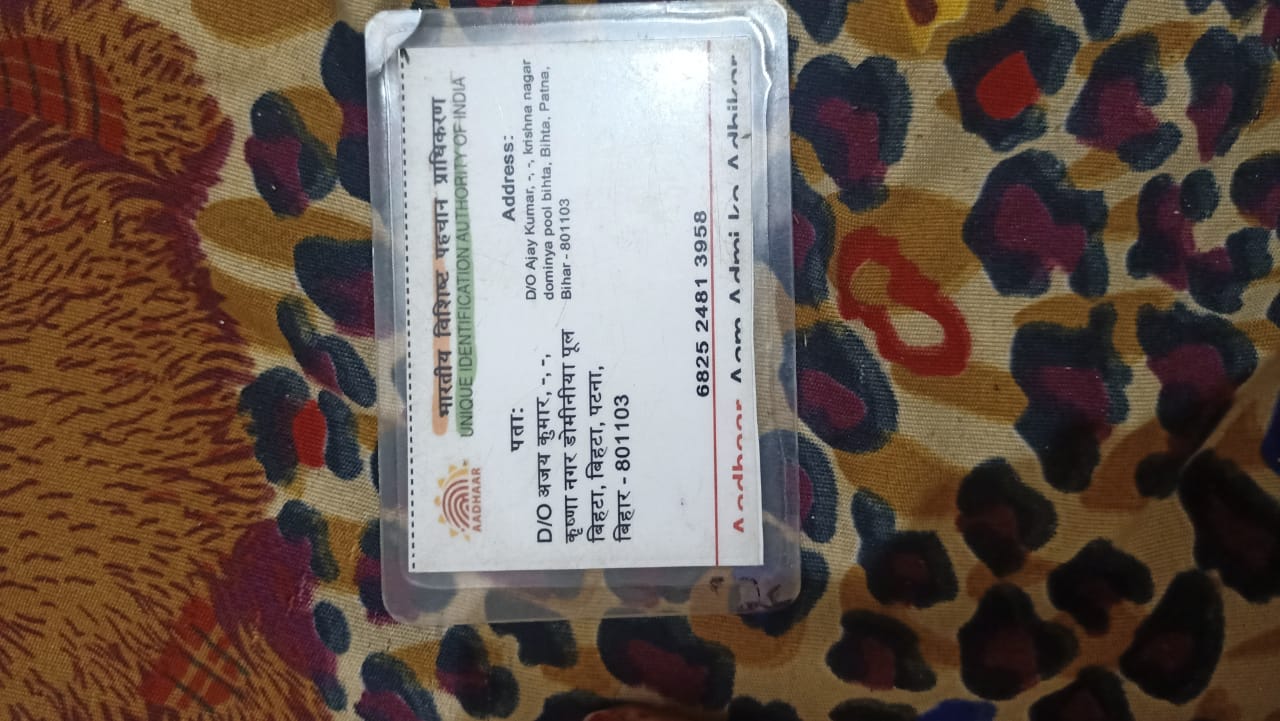 भारतीय विशिष्ट पहचान प्राधिकरण
UNIQUE IDENTIFICATION AUTHORITY OF INDIA
AADHAAR
पता:
D/O अजय कुमार, -, -,
कृष्णा नगर डोमीनीया पूल
बिहटा, बिहटा, पटना,
बिहार - 801103
Address:
D/O Ajay Kumar, -, -, krishna nagar
dominya pool bihta, Bihta, Patna,
Bihar - 801103
6825 2481 3958
Aadhaar Aam Admi ka Adhikar